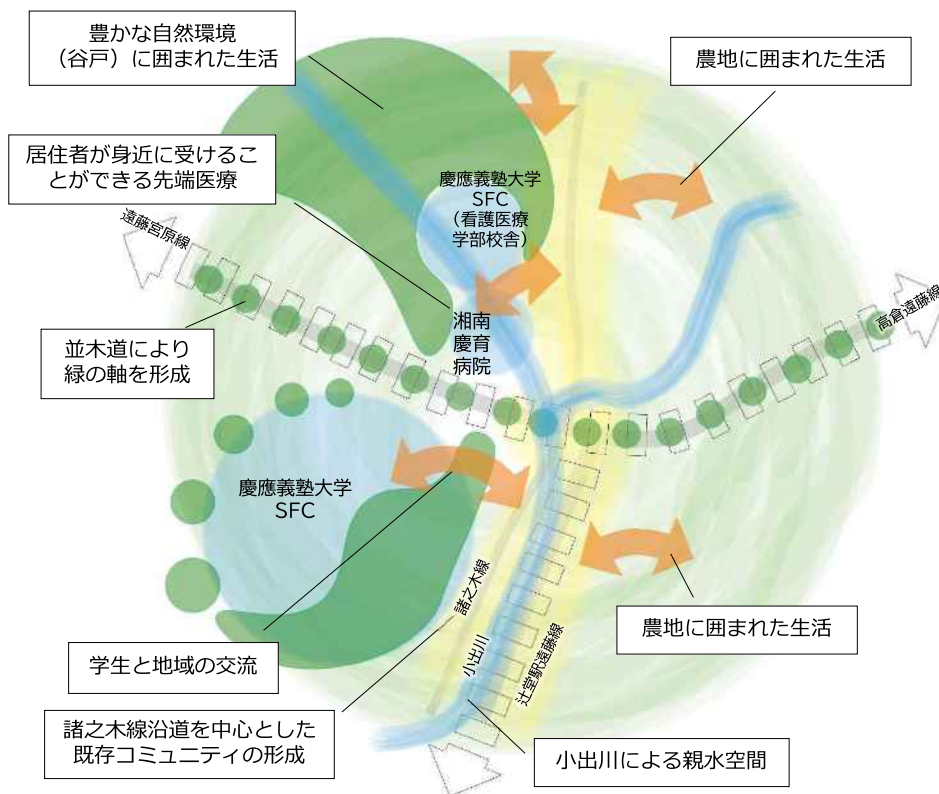 豊かな自然環境
（谷戸）に囲まれた生活
農地に囲まれた生活
居住者が身近に受けるこ
とができる先端医療
慶應義塾大学
SFC
（看護医療
学部校舎）
遠藤宮原線
高倉遠藤線
湘南
慶育
病院
並木道により
緑の軸を形成
慶應義塾大学
SFC
諸之木線
小出川
辻堂駅遠藤線
農地に囲まれた生活
学生と地域の交流
諸之木線沿道を中心とした
既存コミュニティの形成
小出川による親水空間